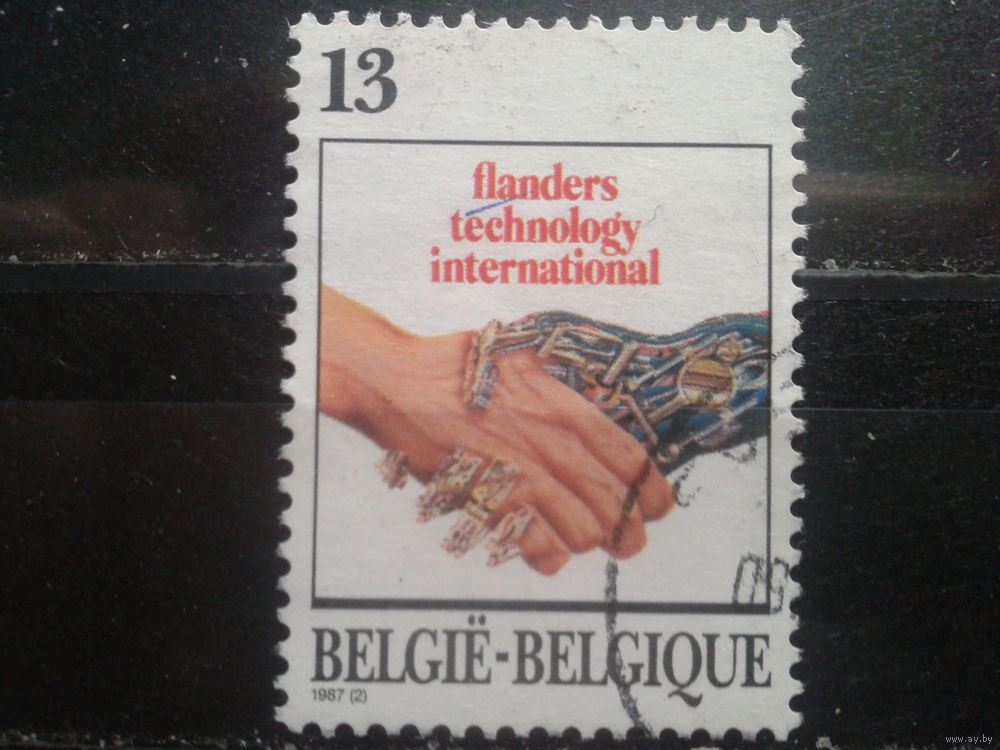 13
flanders
technology
international
BELGIË-BELGIQUE
1987 (2)
www.ay.by